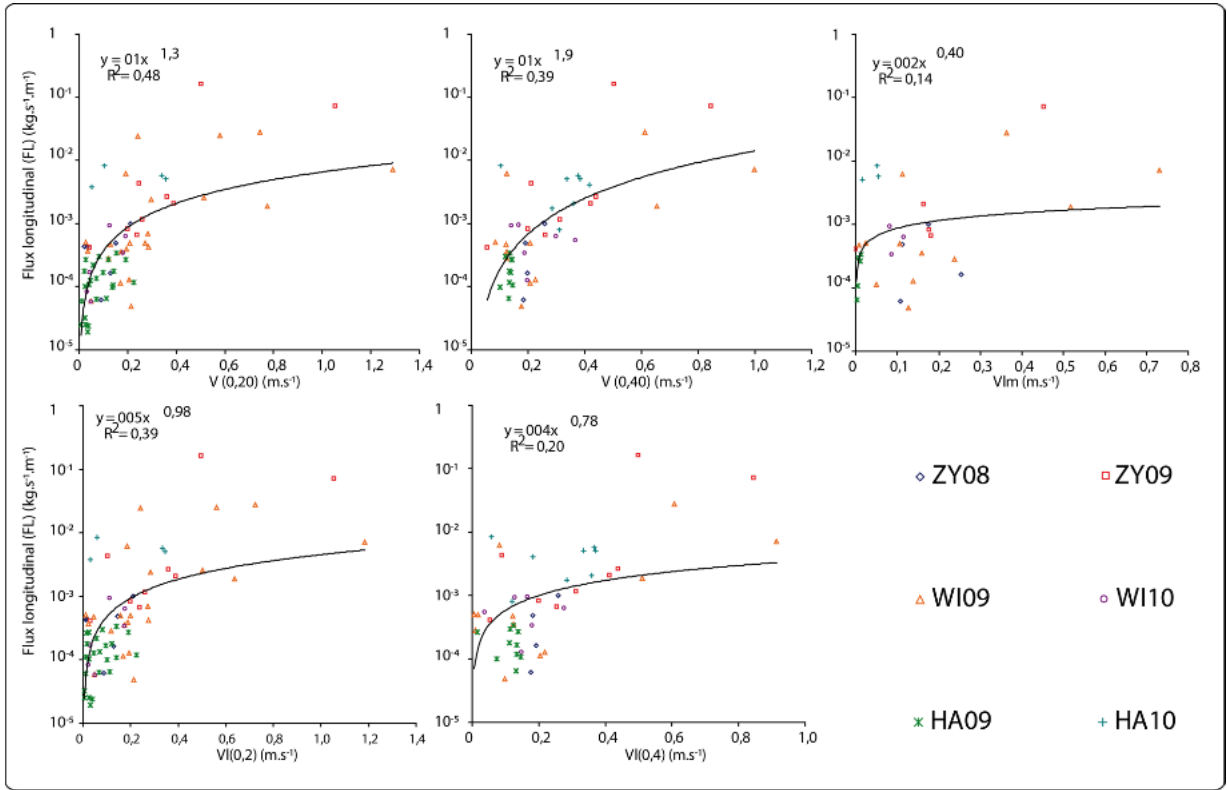 y = 01x 1,3
R2= 0,48
Flux longitudinal (FL) (kg.s-1.m-1)
1
10-1
10-2
10-3
10-4
10-5
0 0,2 0,4 0,6 0,8 1,0 1,2 1,4
V (0,20) (m.s-1)
y = 01x 1,9
R2= 0,39
1
10-1
10-2
10-3
10-4
10-5
0 0,2 0,4 0,6 0,8 1,0 1,2
V (0,40) (m.s-1)
y =002x 0,40
R2= 0,14
1
10-1
10-2
10-3
10-4
10-5
0 0,1 0,2 0,3 0,4 0,5 0,6 0,7 0,8
Vlm (m.s-1)
y =005x 0,98
R2= 0,39
Flux longitudinal (FL) (kg.s-1.m-1)
1
10-1
10-2
10-3
10-4
10-5
0 0,2 0,4 0,6 0,8 1,0 1,2 1,4
Vl(0,2) (m.s-1)
y =004x 0,78
R2= 0,20
1
10-1
10-2
10-3
10-4
10-5
0 0,2 0,4 0,6 0,8 1,0
Vl(0,4) (m.s-1)
ZY08 ZY09
WI09 WI10
HA09 HA10